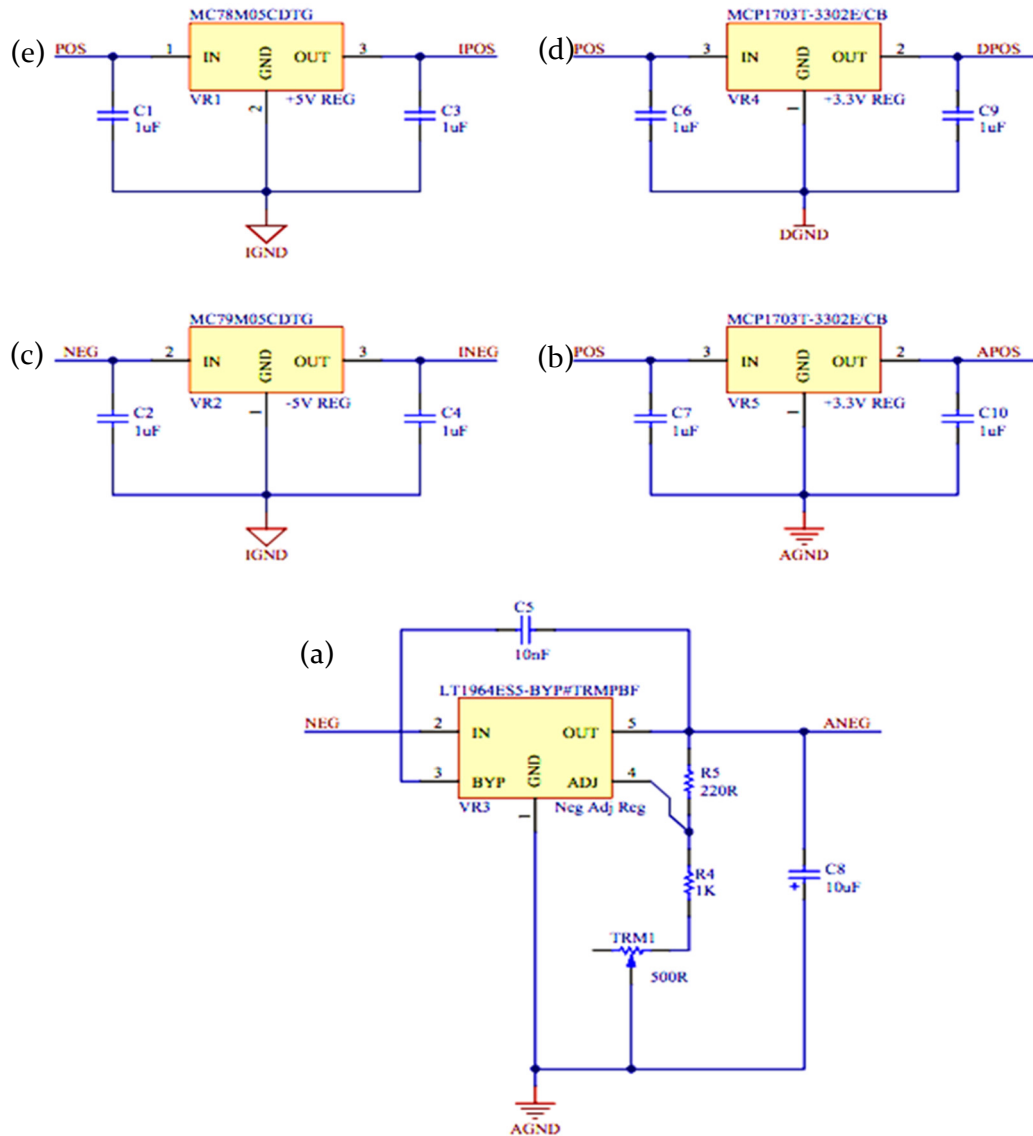 (e)
MC78M05CDTG
POS
1
IN
GND
OUT
3
IPOS
VR1
2
+5V REG
C1
1uF
C3
1uF
IGND
(d)
MCP1703T-3302E/CB
POS
3
IN
GND
OUT
2
DPOS
VR4
1
+3.3V REG
C6
1uF
C9
1uF
DGND
(c)
MC79M05CDTG
NEG
2
IN
GND
OUT
3
INEG
VR2
1
-5V REG
C2
1uF
C4
1uF
IGND
(b)
MCP1703T-3302E/CB
POS
3
IN
GND
OUT
2
APOS
VR5
1
+3.3V REG
C7
1uF
C10
1uF
AGND
(a)
C5
10nF
LT1964ES5-BYP#TRMPBF
NEG
2
IN
OUT
5
ANEG
3
BYP
GND
ADJ
4
VR3
1
Neg Adj Reg
R5
220R
R4
1K
C8
+
10uF
TRM1
500R
AGND